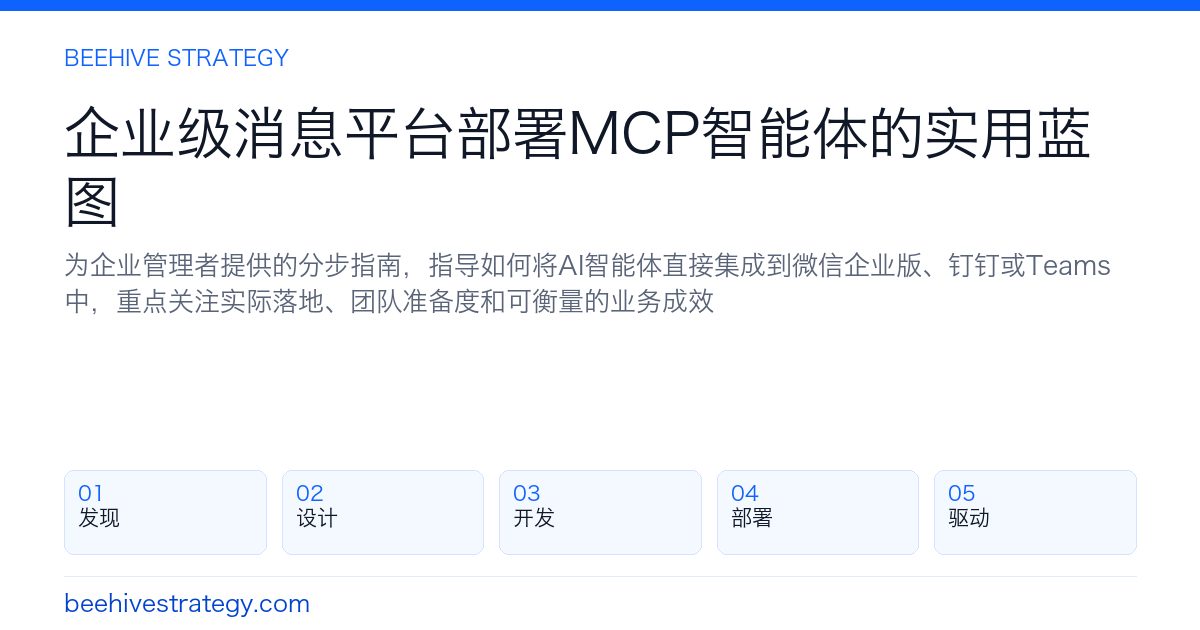 BEEHIVE STRATEGY
企业级消息平台部署MCP智能体的实用蓝
图
为企业管理者提供的分步指南，指导如何将AI智能体直接集成到微信企业版、钉钉或Teams
中，重点关注实际落地、团队准备度和可衡量的业务成效
01
发现
02
设计
03
开发
04
部署
05
驱动
beehivestrategy.com